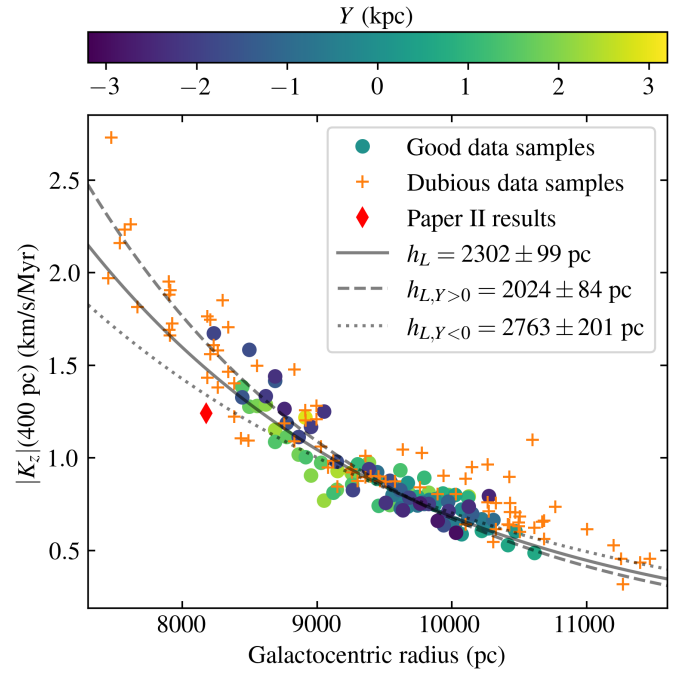 Y (kpc)
−3 −2 −1 0 1 2 3
Good data samples
Dubious data samples
Paper II results
h_L = 2302 ± 99 pc
h_{L,Y>0} = 2024 ± 84 pc
h_{L,Y<0} = 2763 ± 201 pc
|K_z|(400 pc) (km/s/Myr)
2.5
2.0
1.5
1.0
0.5
8000 9000 10000 11000
Galactocentric radius (pc)